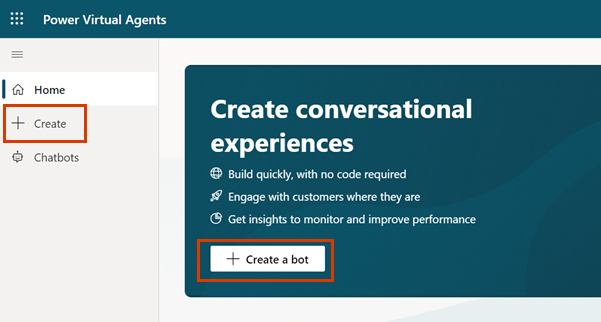 Power Virtual Agents
Home
Create
Chatbots
Create conversational
experiences
Build quickly, with no code required
Engage with customers where they are
Get insights to monitor and improve performance
Create a bot